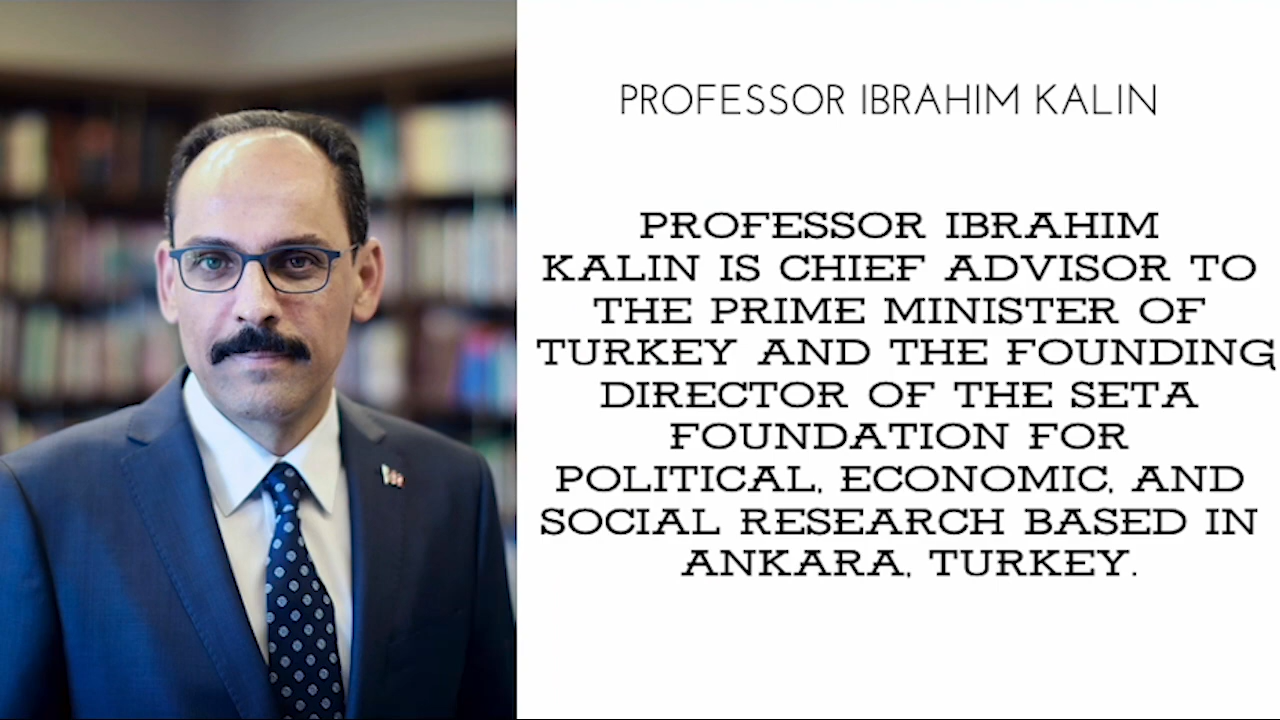 PROFESSOR IBRAHIM KALIN
PROFESSOR IBRAHIM
KALIN IS CHIEF ADVISOR TO
THE PRIME MINISTER OF
TURKEY AND THE FOUNDING
DIRECTOR OF THE SETA
FOUNDATION FOR
POLITICAL, ECONOMIC, AND
SOCIAL RESEARCH BASED IN
ANKARA, TURKEY.